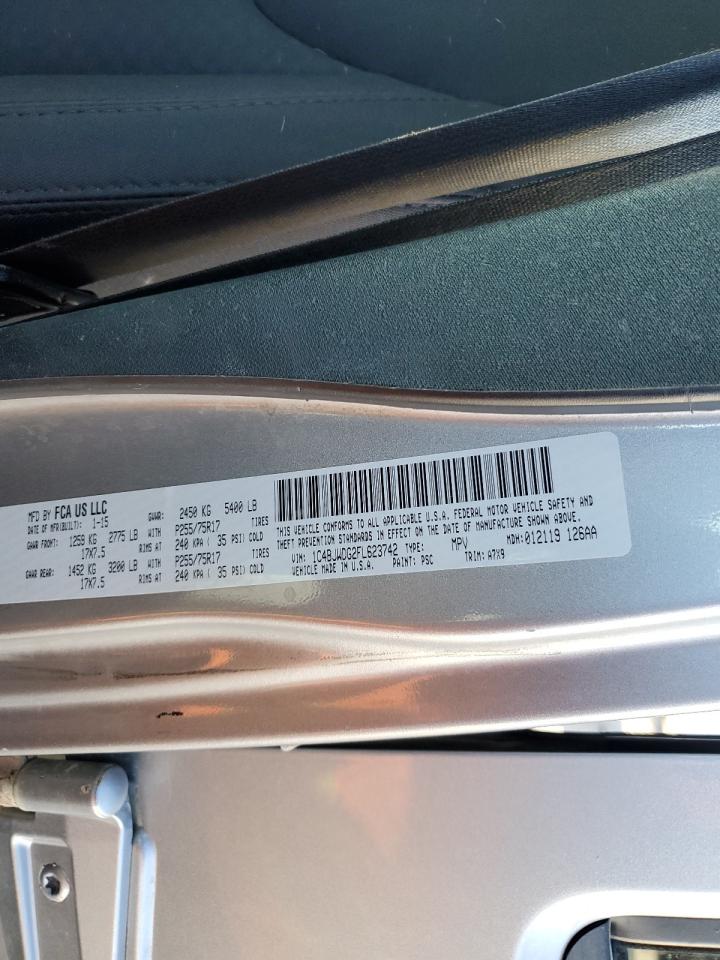 MFD BY FCA US LLC
DATE OF MFR(BUILT): 1-15 GVWR: 2450 KG 5400 LB
GAWR FRONT: 1259 KG 2775 LB WITH P255/75R17 TIRES
17X7.5 RIMS AT 240 KPA ( 35 PSI) COLD
GAWR REAR: 1452 KG 3200 LB WITH P255/75R17 TIRES
17X7.5 RIMS AT 240 KPA ( 35 PSI) COLD
THIS VEHICLE CONFORMS TO ALL APPLICABLE U.S.A. FEDERAL MOTOR VEHICLE SAFETY AND
THEFT PREVENTION STANDARDS IN EFFECT ON THE DATE OF MANUFACTURE SHOWN ABOVE.
VIN: 1C4BJWDG2FL623742 TYPE: MPV MDH: 012119 126AA
VEHICLE MADE IN U.S.A. PAINT: PSC TRIM: A7X9